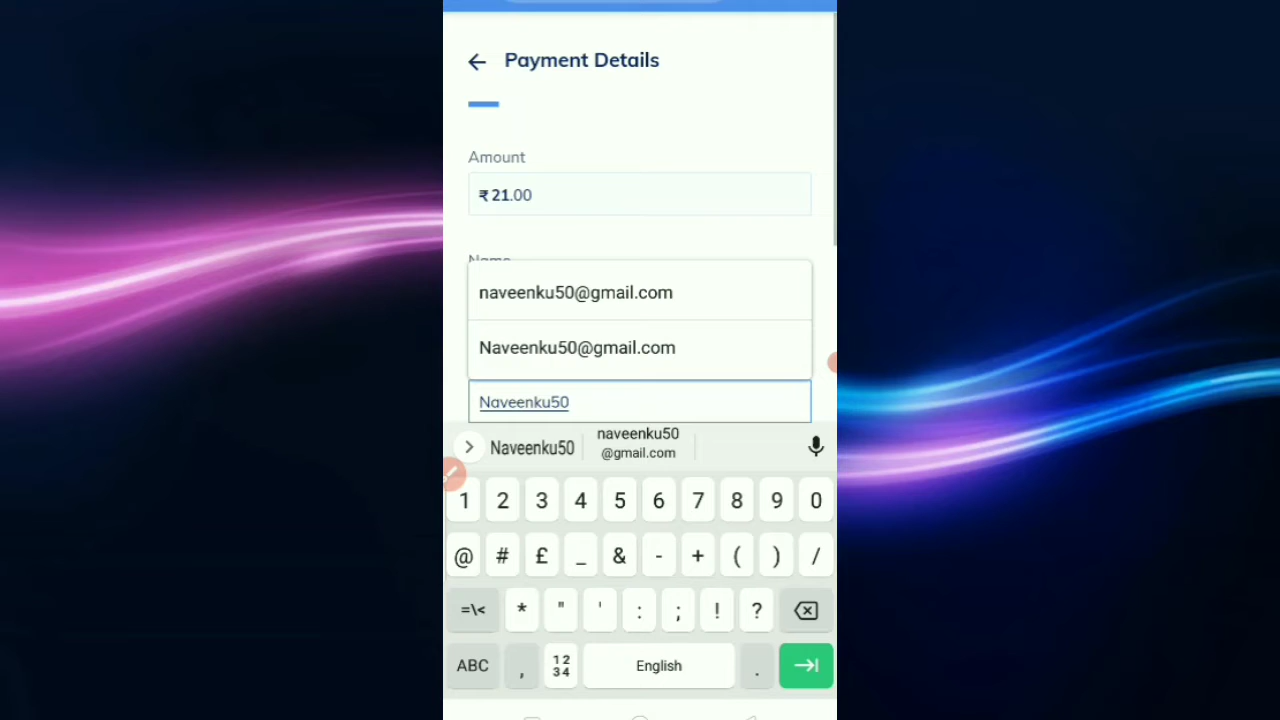 Payment Details
Amount
₹ 21.00
Name
naveenku50@gmail.com
Naveenku50@gmail.com
Naveenku50
Naveenku50
naveenku50
@gmail.com
1 2 3 4 5 6 7 8 9 0
@ # £ _ & - + ( ) /
=\< * " ' : ; ! ?
ABC , 12 English .
34